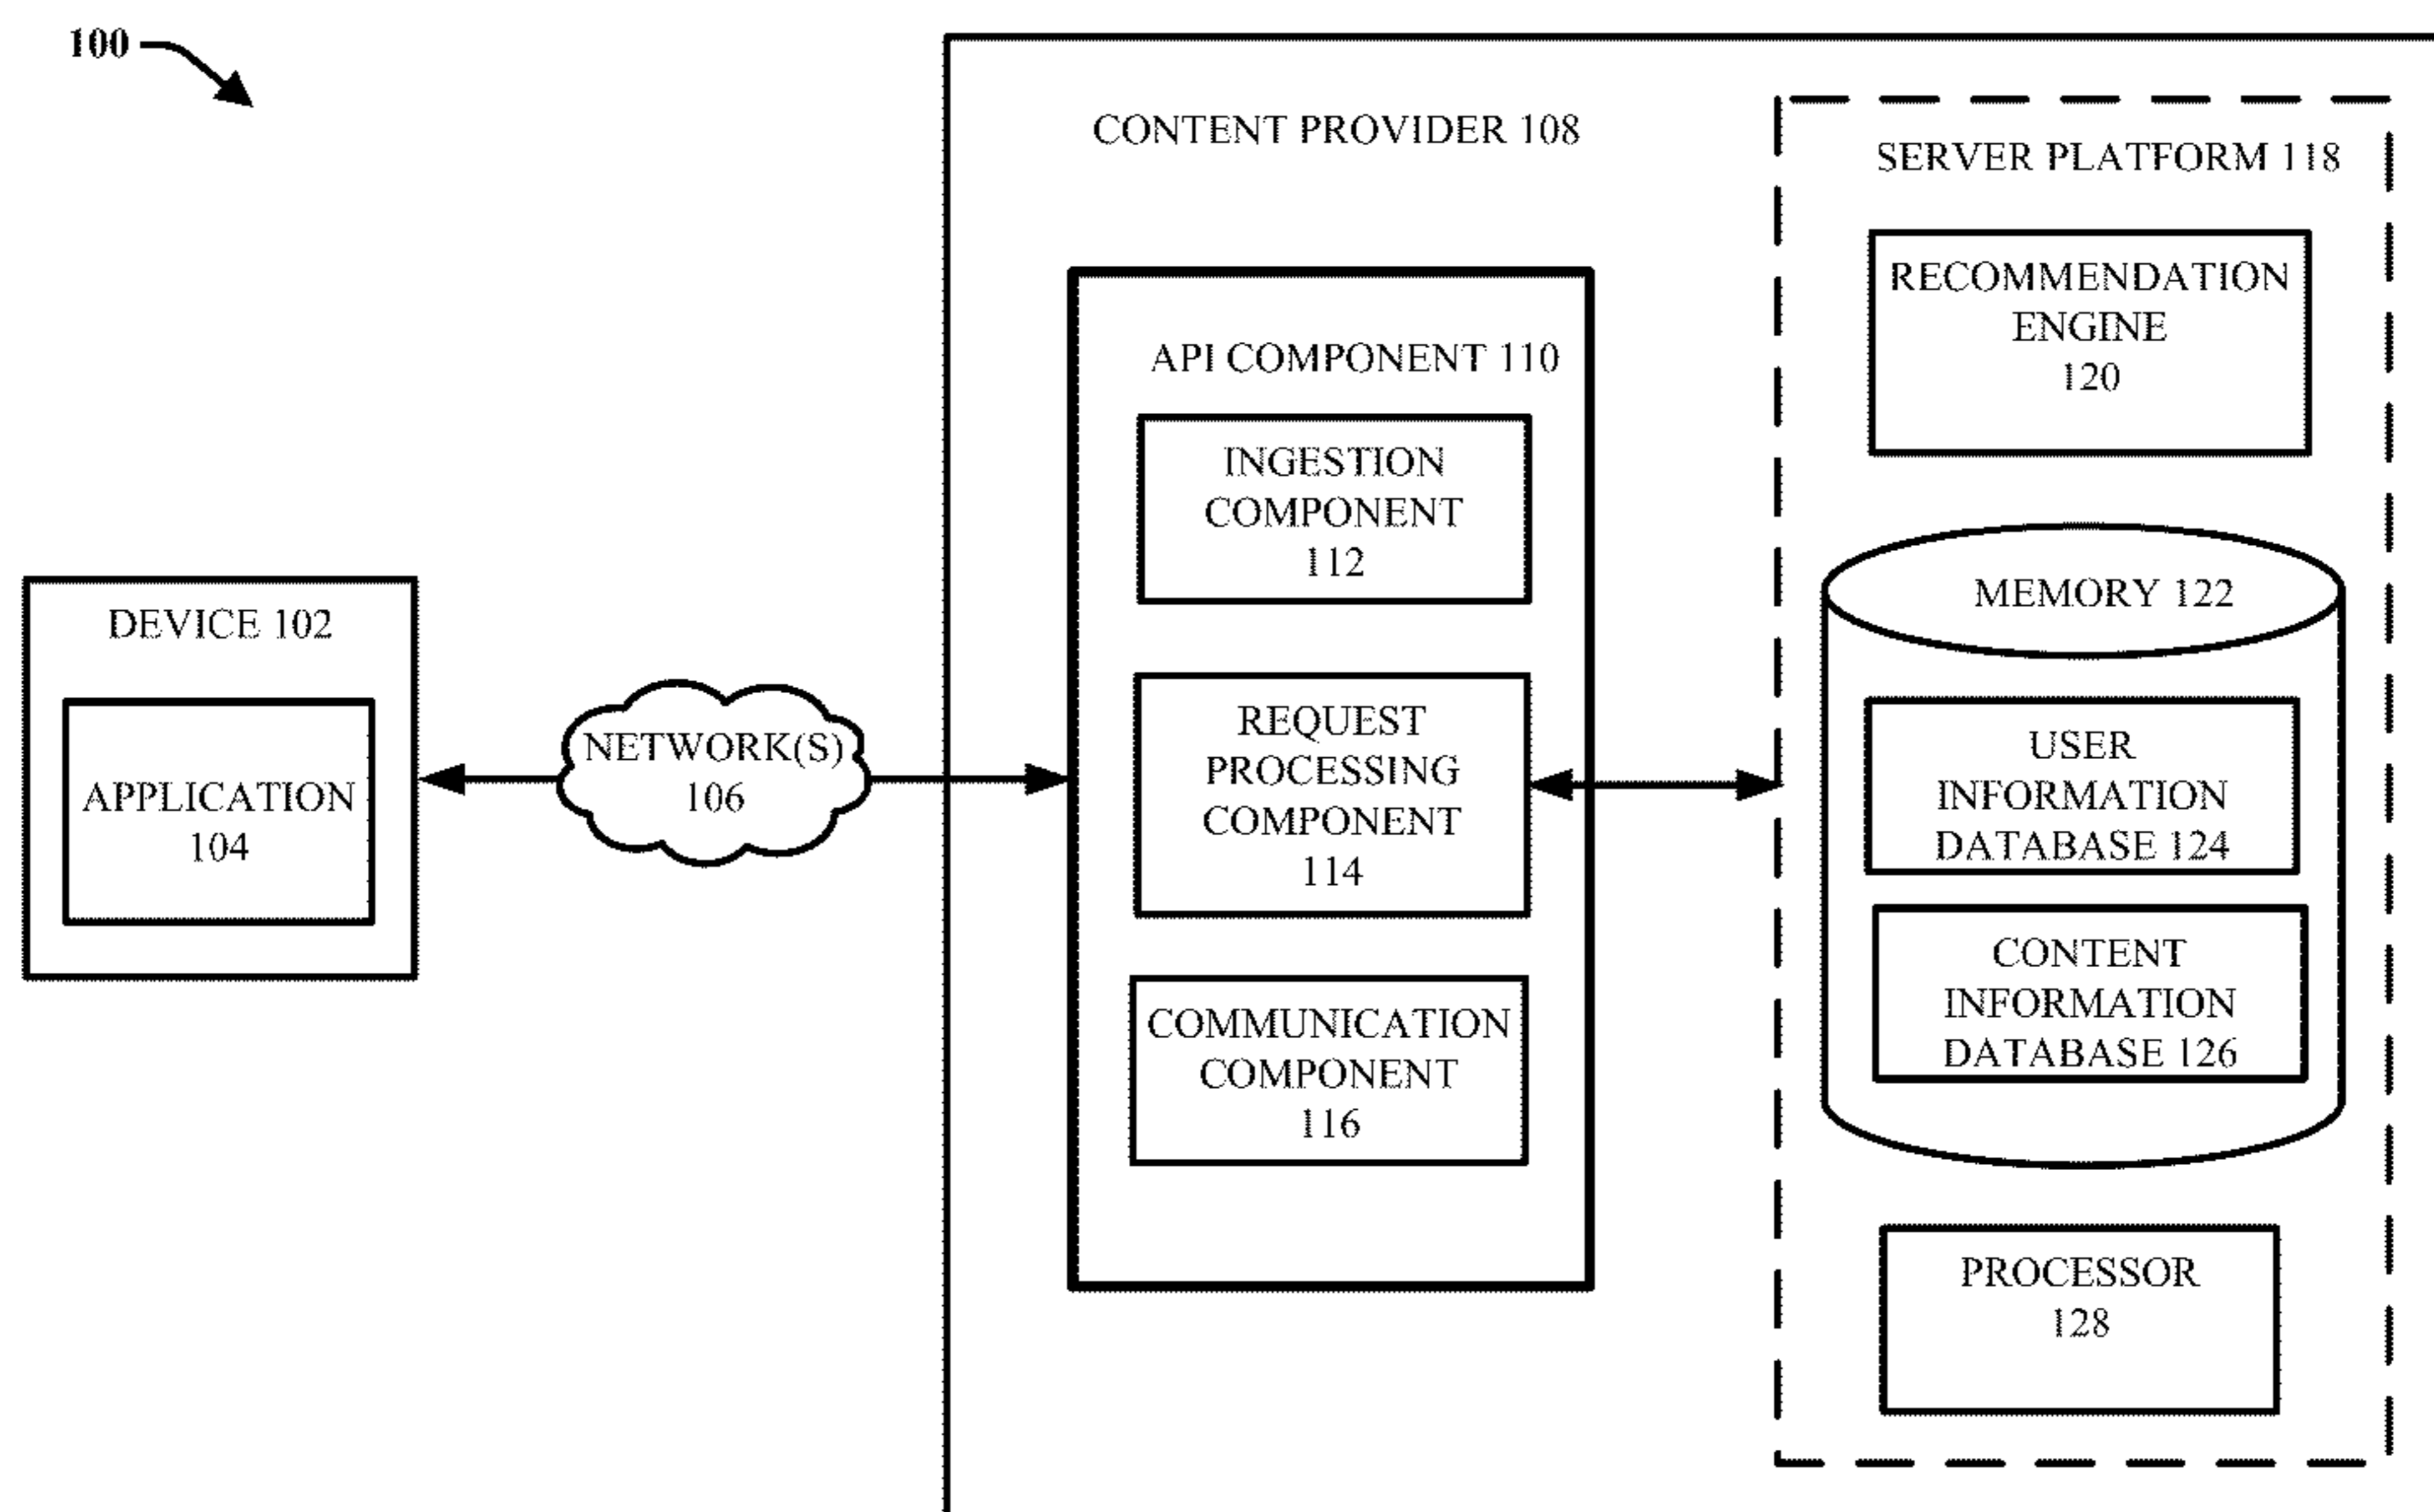 100
CONTENT PROVIDER 108
SERVER PLATFORM 118
RECOMMENDATION
ENGINE
120
API COMPONENT 110
INGESTION
COMPONENT
112
MEMORY 122
DEVICE 102
APPLICATION
104
NETWORK(S)
106
REQUEST
PROCESSING
COMPONENT
114
USER
INFORMATION
DATABASE 124
CONTENT
INFORMATION
DATABASE 126
COMMUNICATION
COMPONENT
116
PROCESSOR
128